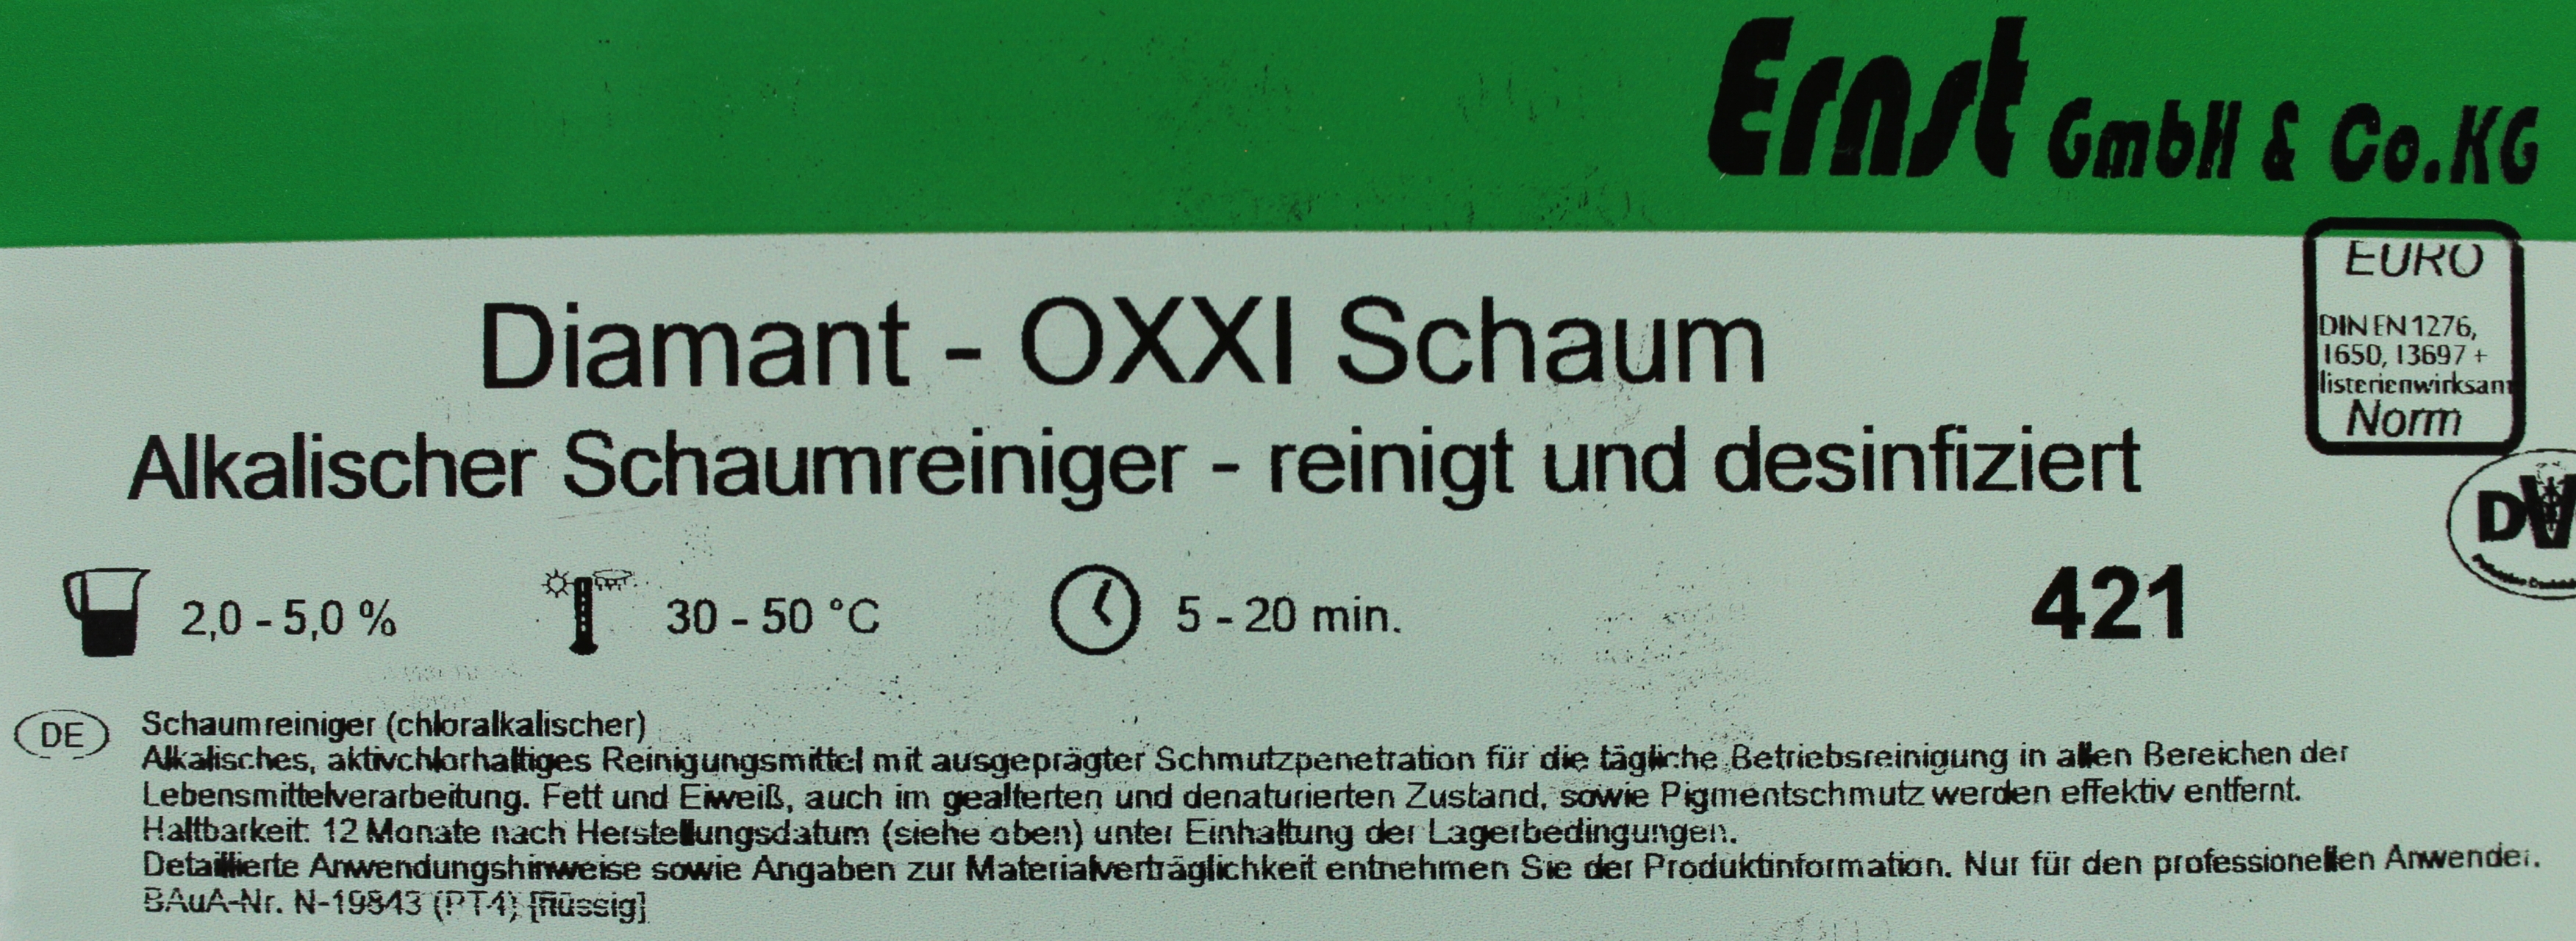 Ernst GmbH & Co.KG
EURO
DIN EN 1276,
1650, 13697 +
listerienwirksam
Norm
Diamant - OXXI Schaum
Alkalischer Schaumreiniger - reinigt und desinfiziert
DV
2,0 - 5,0 %
30 - 50 °C
5 - 20 min.
421
DE
Schaumreiniger (chloralkalischer)
Alkalisches, aktivchlorhaltiges Reinigungsmittel mit ausgeprägter Schmutzpenetration für die tägliche Betriebsreinigung in allen Bereichen der
Lebensmittelverarbeitung. Fett und Eiweiß, auch im gealterten und denaturierten Zustand, sowie Pigmentschmutz werden effektiv entfernt.
Haltbarkeit: 12 Monate nach Herstellungsdatum (siehe oben) unter Einhaltung der Lagerbedingungen.
Detaillierte Anwendungshinweise sowie Angaben zur Materialverträglichkeit entnehmen Sie der Produktinformation. Nur für den professionellen Anwender.
BAuA-Nr. N-19843 (PT4) [flüssig]